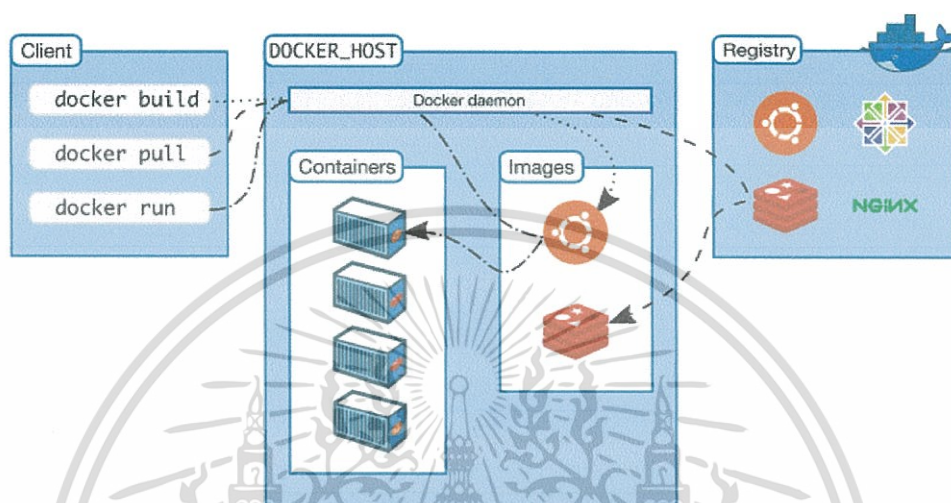 Client
docker build
docker pull
docker run
DOCKER_HOST
Docker daemon
Containers
Images
Registry
NGINX